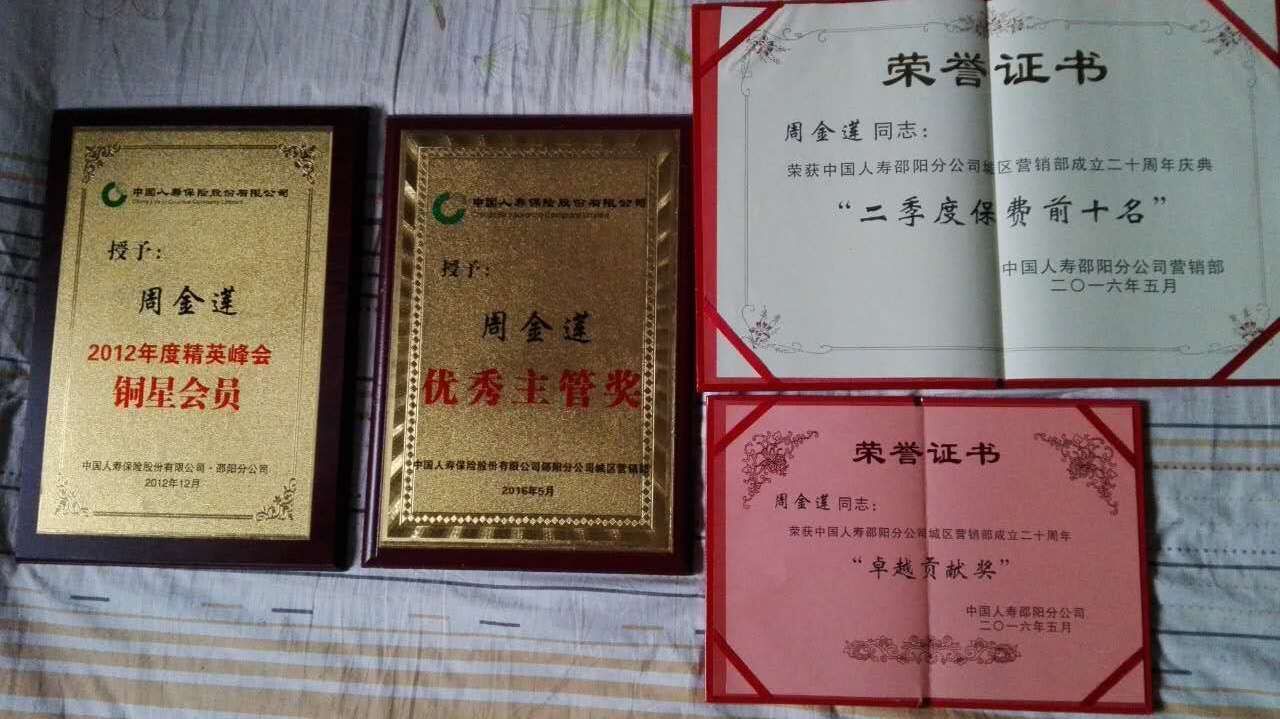 中国人寿保险股份有限公司
China Life Insurance Company Limited
授予：
周金莲
2012年度精英峰会
铜星会员
中国人寿保险股份有限公司·邵阳分公司
2012年12月
中国人寿保险股份有限公司
China Life Insurance Company Limited
授予：
周金莲
优秀主管奖
中国人寿保险股份有限公司邵阳分公司城区营销部
2016年5月
荣誉证书
周金莲 同志：
荣获中国人寿邵阳分公司城区营销部成立二十周年庆典
“二季度保费前十名”
中国人寿邵阳分公司营销部
二〇一六年五月
荣誉证书
周金莲 同志：
荣获中国人寿邵阳分公司城区营销部成立二十周年
“卓越贡献奖”
中国人寿邵阳分公司
二〇一六年五月